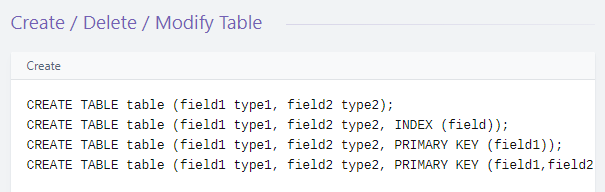 Create / Delete / Modify Table
Create
CREATE TABLE table (field1 type1, field2 type2);
CREATE TABLE table (field1 type1, field2 type2, INDEX (field));
CREATE TABLE table (field1 type1, field2 type2, PRIMARY KEY (field1));
CREATE TABLE table (field1 type1, field2 type2, PRIMARY KEY (field1,field2